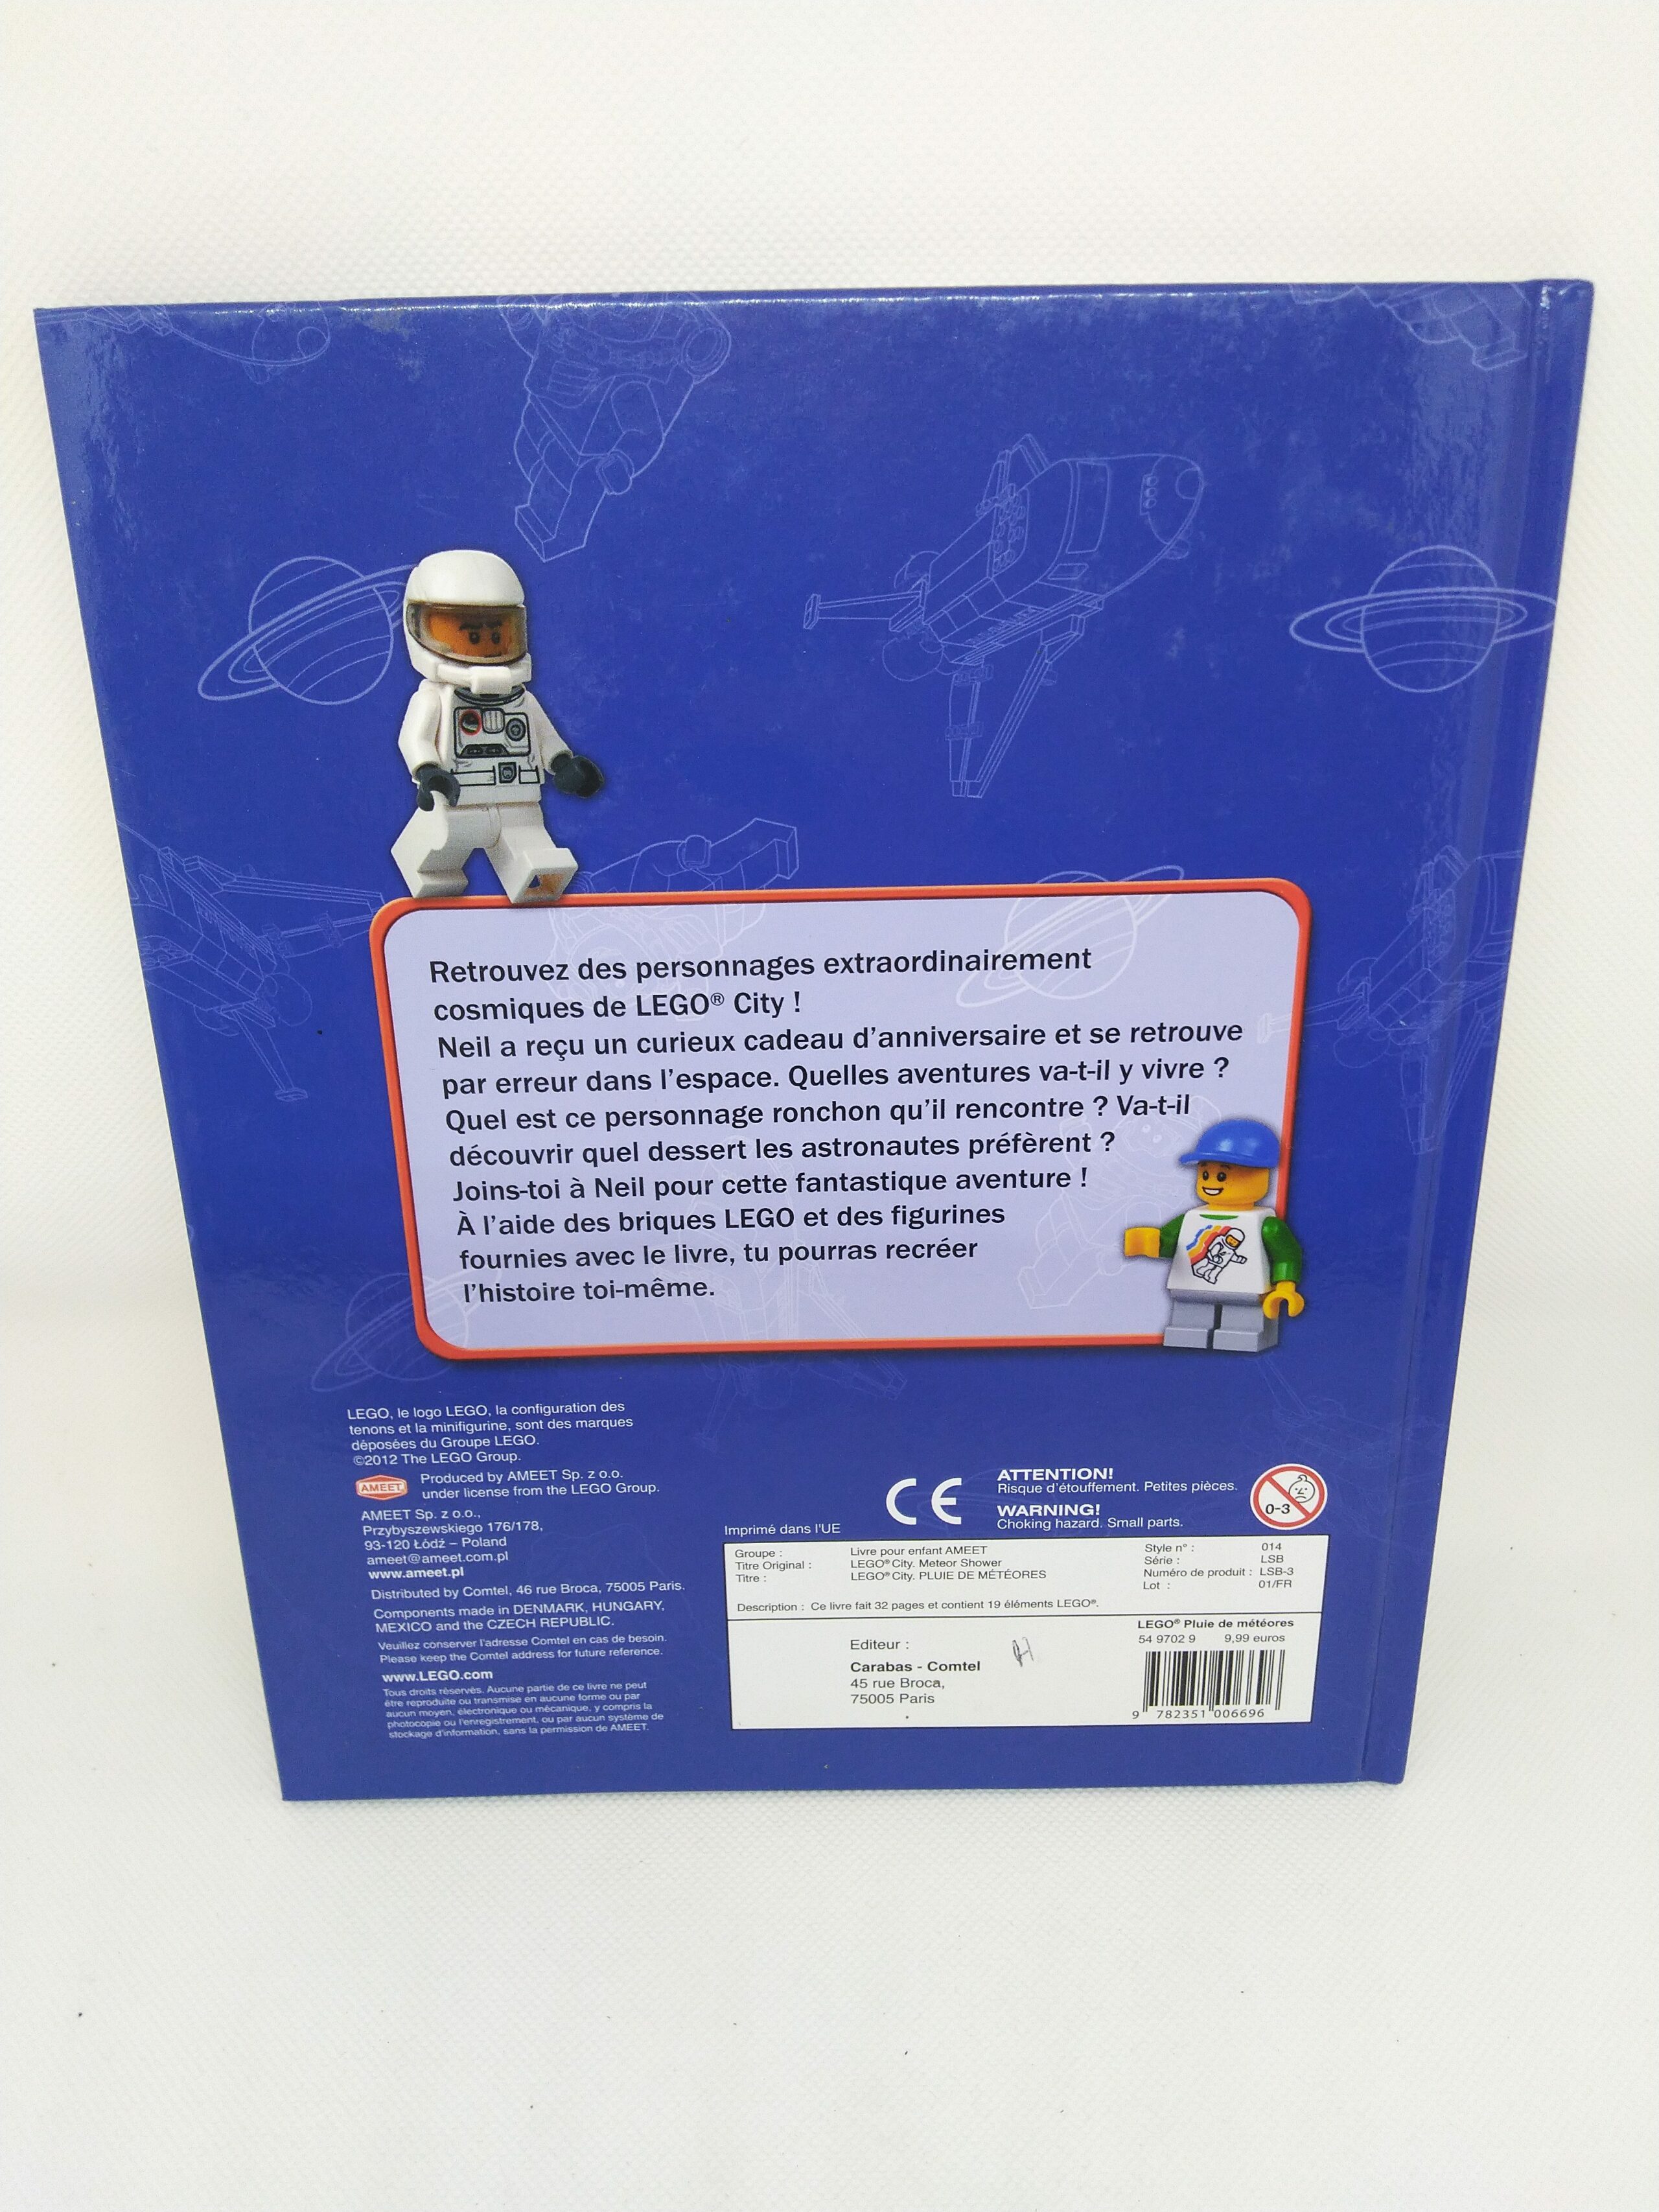 Retrouvez des personnages extraordinairement
cosmiques de LEGO® City !
Neil a reçu un curieux cadeau d'anniversaire et se retrouve
par erreur dans l'espace. Quelles aventures va-t-il y vivre ?
Quel est ce personnage ronchon qu'il rencontre ? Va-t-il
découvrir quel dessert les astronautes préfèrent ?
Joins-toi à Neil pour cette fantastique aventure !
À l'aide des briques LEGO et des figurines
fournies avec le livre, tu pourras recréer
l'histoire toi-même.
LEGO, le logo LEGO, la configuration des
tenons et la minifigurine, sont des marques
déposées du Groupe LEGO.
©2012 The LEGO Group.
AMEET
Produced by AMEET Sp. z o.o.
under license from the LEGO Group.
AMEET Sp. z o.o.,
Przybyszewskiego 176/178,
93-120 Łódź – Poland
ameet@ameet.com.pl
www.ameet.pl
Distributed by Comtel, 46 rue Broca, 75005 Paris.
Components made in DENMARK, HUNGARY,
MEXICO and the CZECH REPUBLIC.
Veuillez conserver l'adresse Comtel en cas de besoin.
Please keep the Comtel address for future reference.
www.LEGO.com
Tous droits réservés. Aucune partie de ce livre ne peut
être reproduite ou transmise en aucune forme ou par
aucun moyen, électronique ou mécanique, y compris la
photocopie ou l'enregistrement, ou par aucun système de
stockage d'information, sans la permission de AMEET.
CE
ATTENTION!
Risque d'étouffement. Petites pièces.
WARNING!
Choking hazard. Small parts.
0-3
Imprimé dans l'UE
Groupe : Livre pour enfant AMEET
Titre Original : LEGO® City. Meteor Shower
Titre : LEGO® City. PLUIE DE MÉTÉORES
Style n° : 014
Série : LSB
Numéro de produit : LSB-3
Lot : 01/FR
Description : Ce livre fait 32 pages et contient 19 éléments LEGO®.
Editeur :
Carabas - Comtel
45 rue Broca,
75005 Paris
LEGO® Pluie de météores
54 9702 9 9,99 euros
9 782351 006696